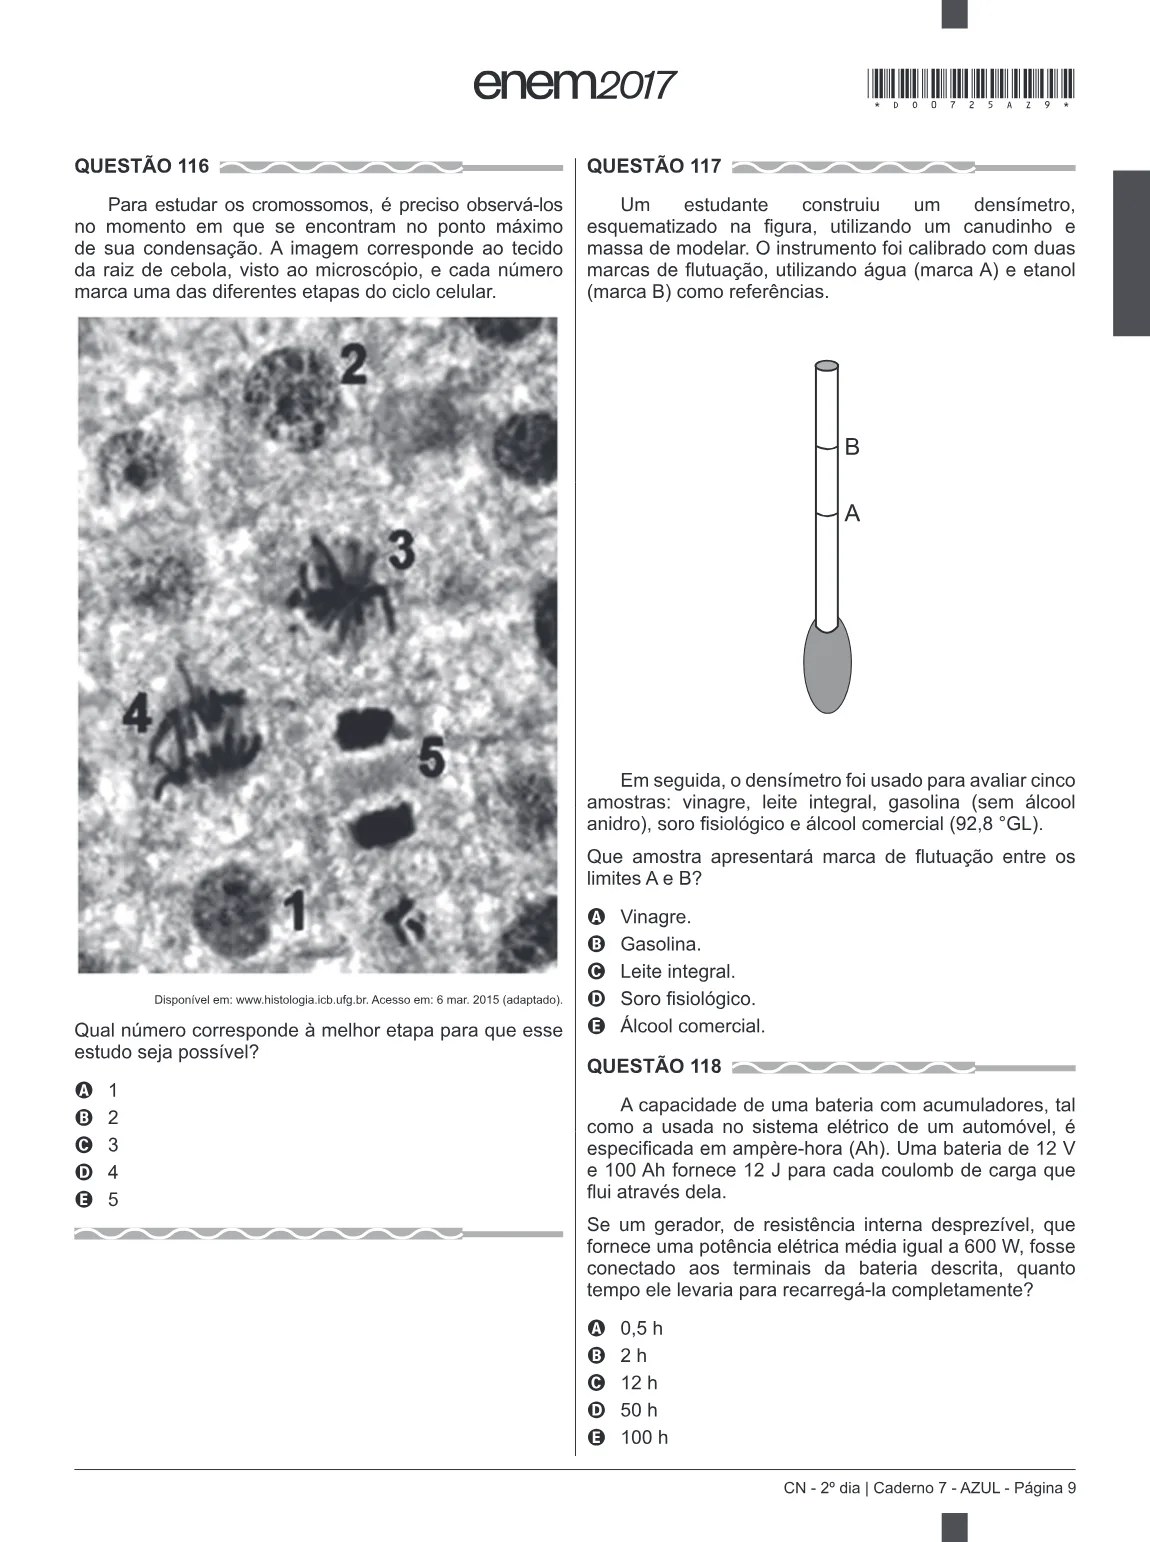 enem2017
* D 0 0 7 2 5 A Z 9 *
QUESTÃO 116
Para estudar os cromossomos, é preciso observá-los
no momento em que se encontram no ponto máximo
de sua condensação. A imagem corresponde ao tecido
da raiz de cebola, visto ao microscópio, e cada número
marca uma das diferentes etapas do ciclo celular.
2
3
4
5
1
Disponível em: www.histologia.icb.ufg.br. Acesso em: 6 mar. 2015 (adaptado).
Qual número corresponde à melhor etapa para que esse
estudo seja possível?
A 1
B 2
C 3
D 4
E 5
QUESTÃO 117
Um estudante construiu um densímetro,
esquematizado na figura, utilizando um canudinho e
massa de modelar. O instrumento foi calibrado com duas
marcas de flutuação, utilizando água (marca A) e etanol
(marca B) como referências.
B
A
Em seguida, o densímetro foi usado para avaliar cinco
amostras: vinagre, leite integral, gasolina (sem álcool
anidro), soro fisiológico e álcool comercial (92,8 °GL).
Que amostra apresentará marca de flutuação entre os
limites A e B?
A Vinagre.
B Gasolina.
C Leite integral.
D Soro fisiológico.
E Álcool comercial.
QUESTÃO 118
A capacidade de uma bateria com acumuladores, tal
como a usada no sistema elétrico de um automóvel, é
especificada em ampère-hora (Ah). Uma bateria de 12 V
e 100 Ah fornece 12 J para cada coulomb de carga que
flui através dela.
Se um gerador, de resistência interna desprezível, que
fornece uma potência elétrica média igual a 600 W, fosse
conectado aos terminais da bateria descrita, quanto
tempo ele levaria para recarregá-la completamente?
A 0,5 h
B 2 h
C 12 h
D 50 h
E 100 h
CN - 2º dia | Caderno 7 - AZUL - Página 9